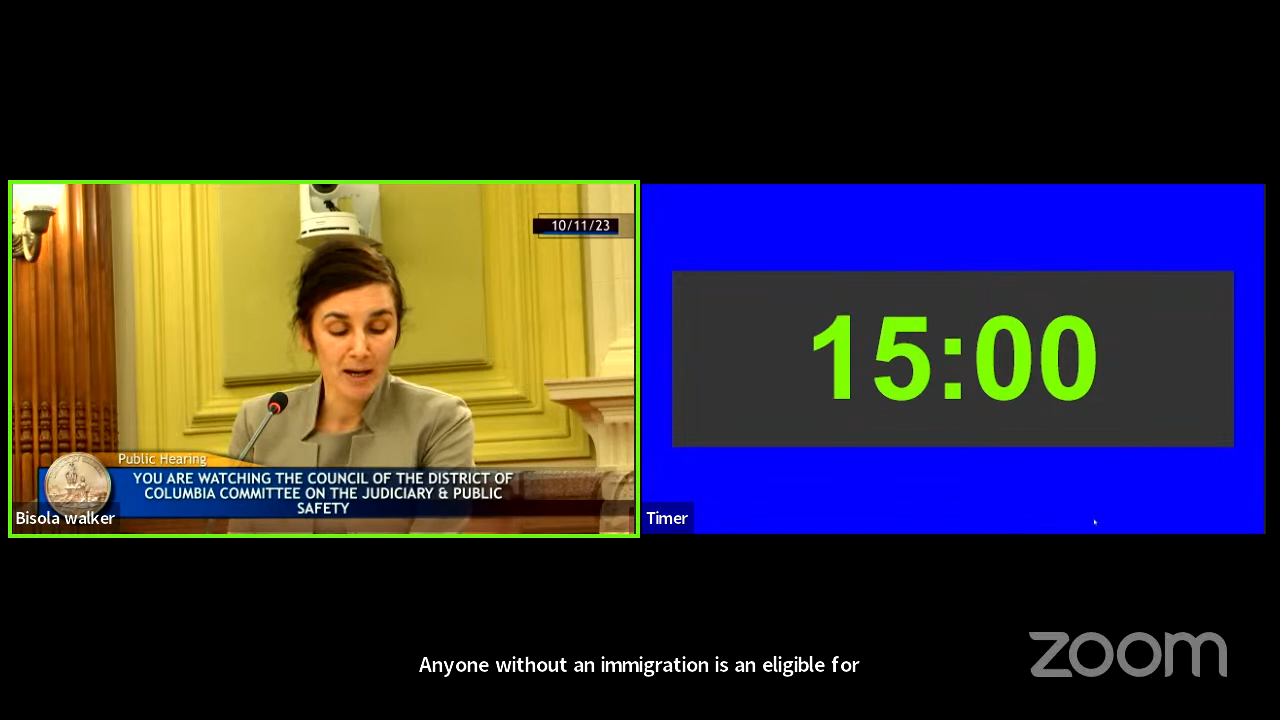 10/11/23
Public Hearing
YOU ARE WATCHING THE COUNCIL OF THE DISTRICT OF
COLUMBIA COMMITTEE ON THE JUDICIARY & PUBLIC
SAFETY
Bisola walker
15:00
Timer
Anyone without an immigration is an eligible for
zoom